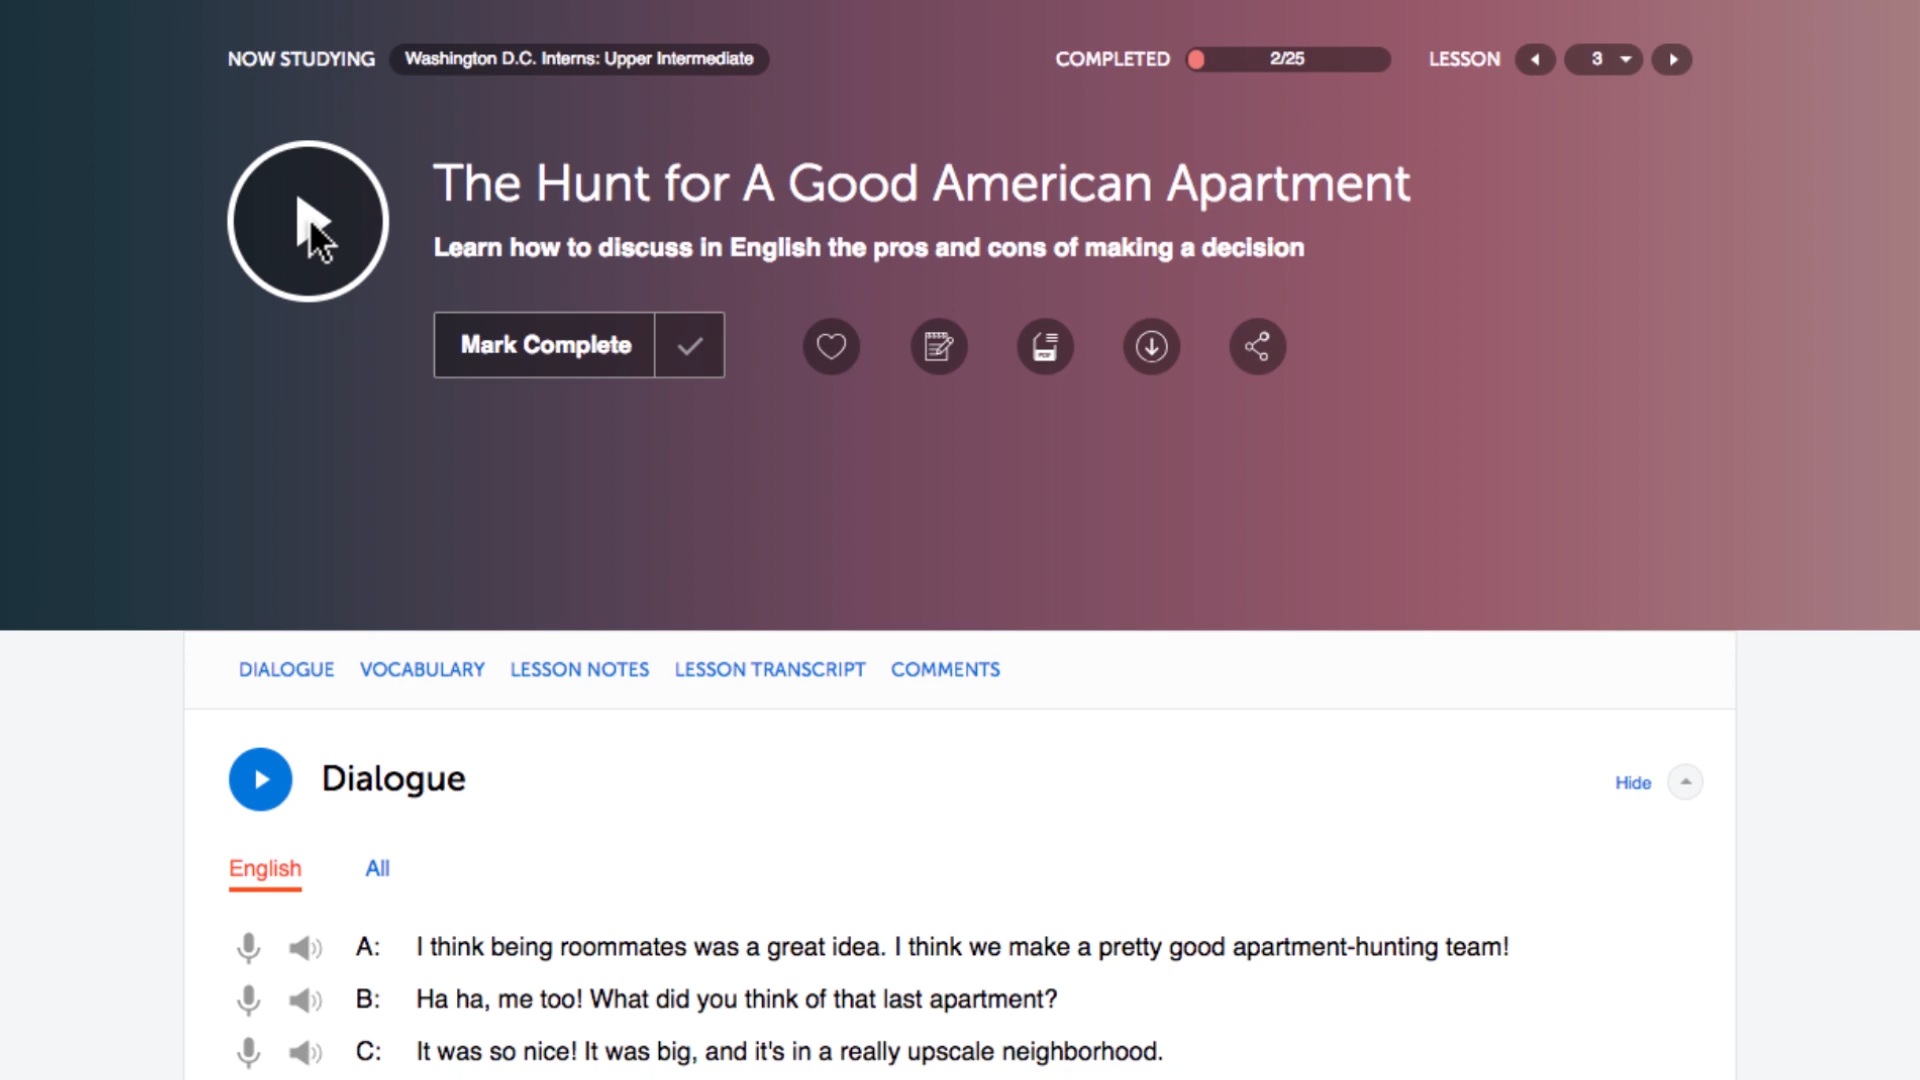 NOW STUDYING Washington D.C. Interns: Upper Intermediate COMPLETED 2/25 LESSON 3
The Hunt for A Good American Apartment
Learn how to discuss in English the pros and cons of making a decision
Mark Complete PDF
DIALOGUE VOCABULARY LESSON NOTES LESSON TRANSCRIPT COMMENTS
Dialogue Hide
English All
A: I think being roommates was a great idea. I think we make a pretty good apartment-hunting team!
B: Ha ha, me too! What did you think of that last apartment?
C: It was so nice! It was big, and it's in a really upscale neighborhood.